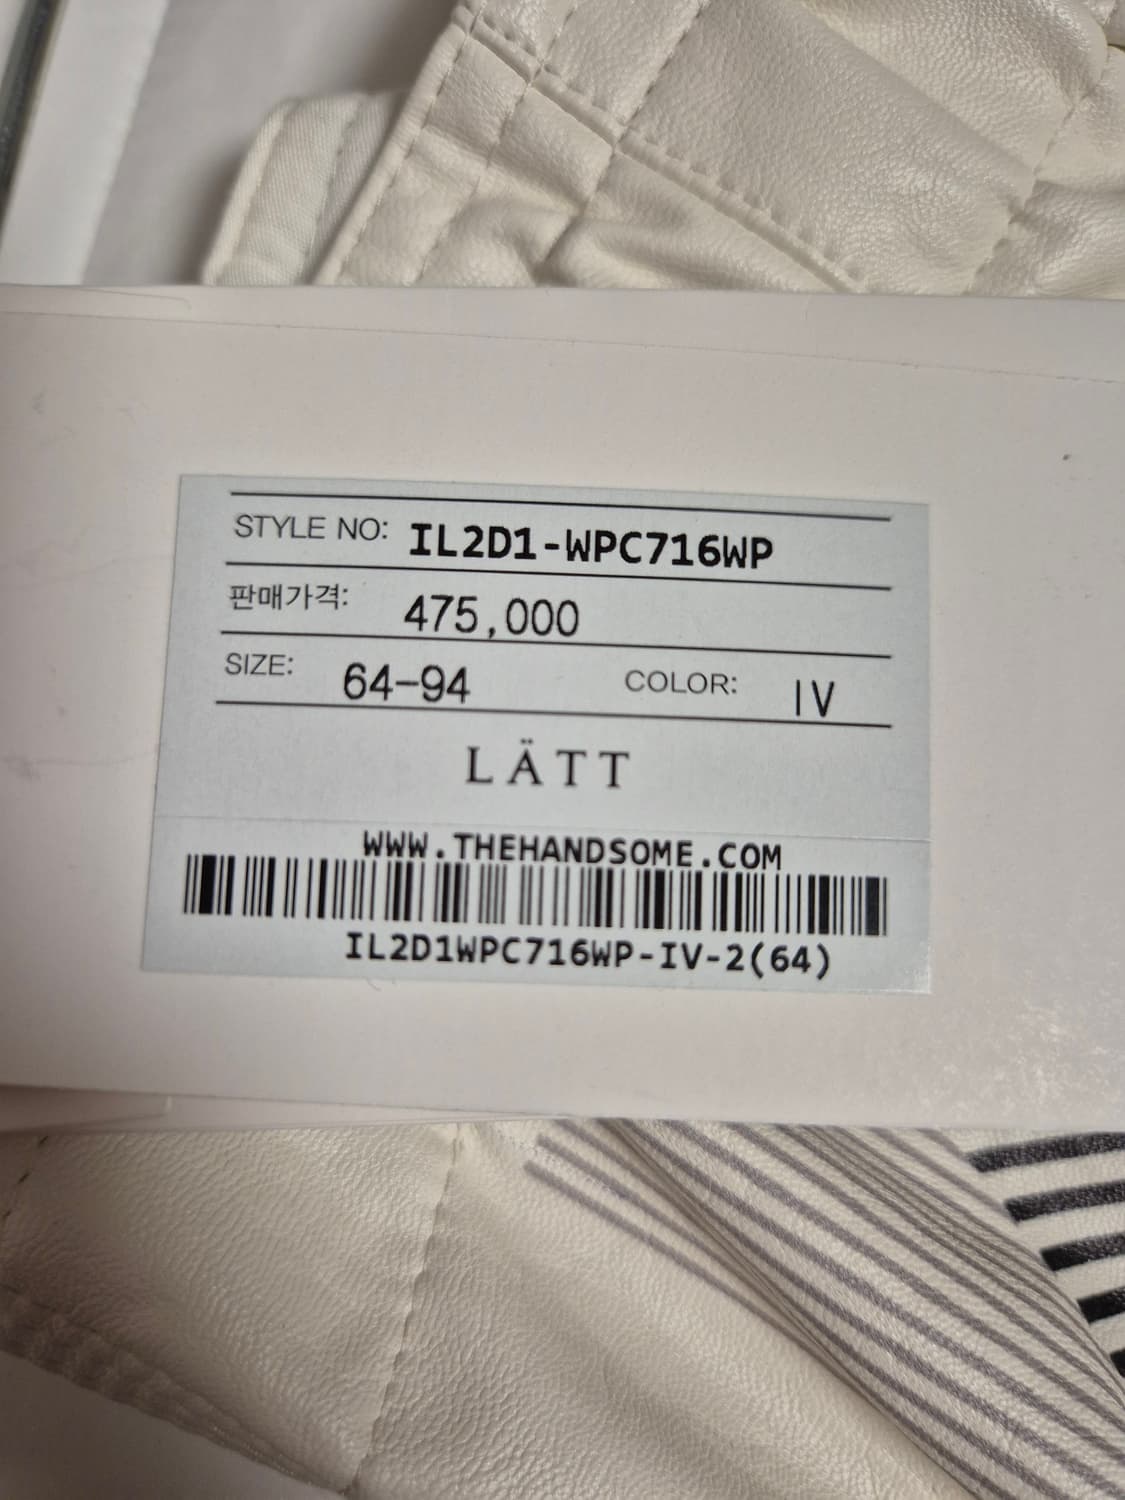 STYLE NO: IL2D1-WPC716WP
판매가격: 475,000
SIZE: 64-94 COLOR: IV
LÄTT
WWW.THEHANDSOME.COM
IL2D1WPC716WP-IV-2(64)